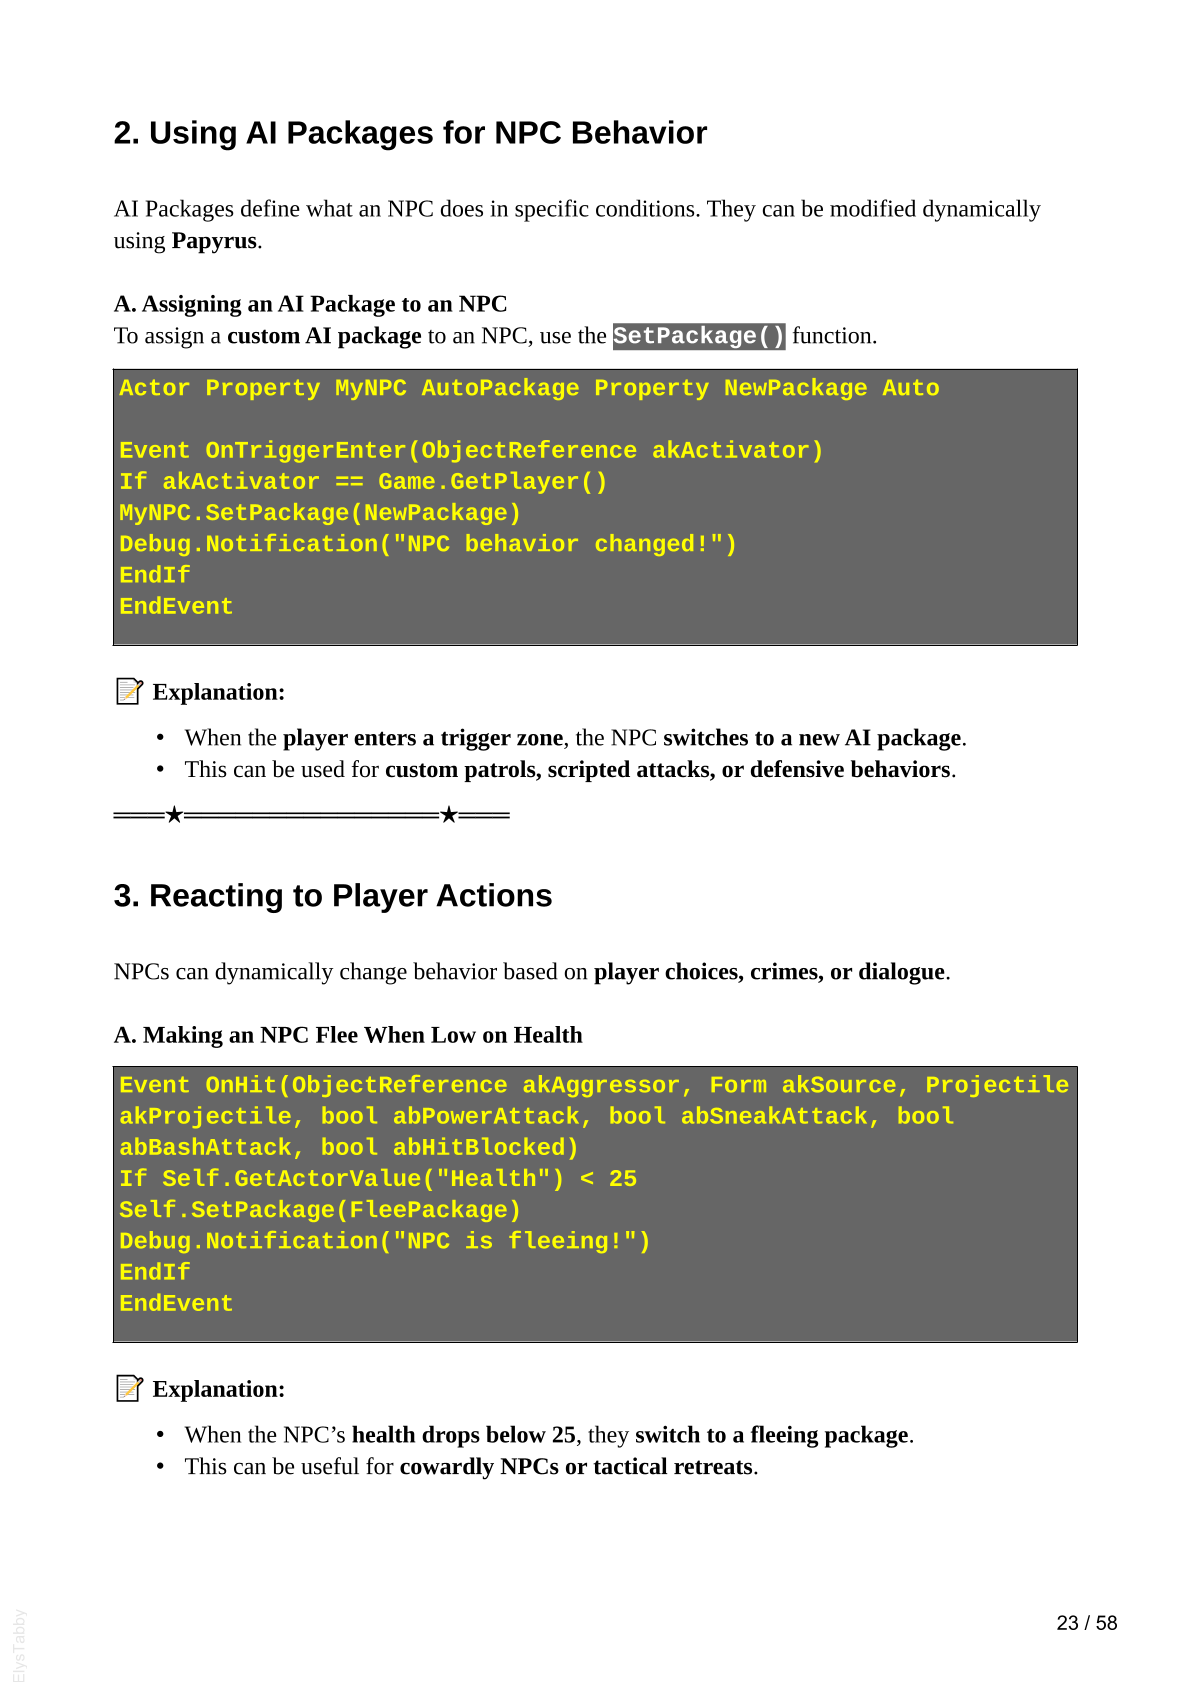 2. Using AI Packages for NPC Behavior
AI Packages define what an NPC does in specific conditions. They can be modified dynamically
using Papyrus.
A. Assigning an AI Package to an NPC
To assign a custom AI package to an NPC, use the SetPackage() function.
Actor Property MyNPC AutoPackage Property NewPackage Auto
Event OnTriggerEnter(ObjectReference akActivator)
If akActivator == Game.GetPlayer()
MyNPC.SetPackage(NewPackage)
Debug.Notification("NPC behavior changed!")
EndIf
EndEvent
📝 Explanation:
• When the player enters a trigger zone, the NPC switches to a new AI package.
• This can be used for custom patrols, scripted attacks, or defensive behaviors.
════★════════════════════★════
3. Reacting to Player Actions
NPCs can dynamically change behavior based on player choices, crimes, or dialogue.
A. Making an NPC Flee When Low on Health
Event OnHit(ObjectReference akAggressor, Form akSource, Projectile
akProjectile, bool abPowerAttack, bool abSneakAttack, bool
abBashAttack, bool abHitBlocked)
If Self.GetActorValue("Health") < 25
Self.SetPackage(FleePackage)
Debug.Notification("NPC is fleeing!")
EndIf
EndEvent
📝 Explanation:
• When the NPC’s health drops below 25, they switch to a fleeing package.
• This can be useful for cowardly NPCs or tactical retreats.
23 / 58
ElysTabby